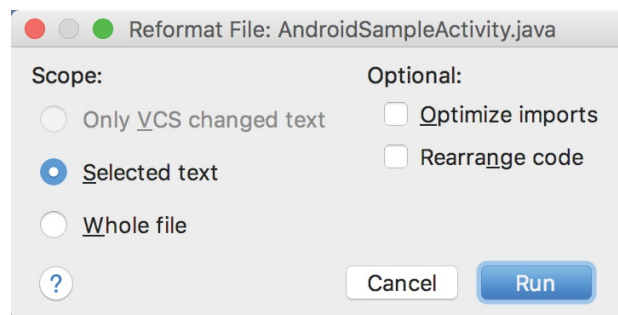 Reformat File: AndroidSampleActivity.java
Scope:
Only VCS changed text
Selected text
Whole file
Optional:
Optimize imports
Rearrange code
?
Cancel
Run